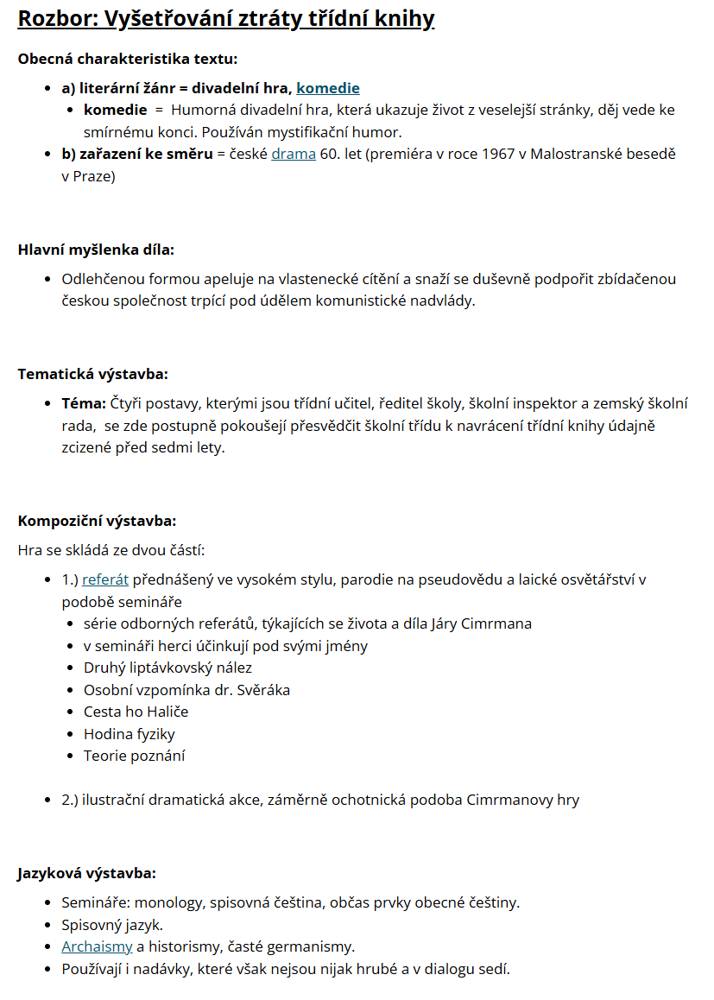 Rozbor: Vyšetřování ztráty třídní knihy
Obecná charakteristika textu:
• a) literární žánr = divadelní hra, komedie
• komedie = Humorná divadelní hra, která ukazuje život z veselejší stránky, děj vede ke
smírnému konci. Používán mystifikační humor.
• b) zařazení ke směru = české drama 60. let (premiéra v roce 1967 v Malostranské besedě
v Praze)
Hlavní myšlenka díla:
• Odlehčenou formou apeluje na vlastenecké cítění a snaží se duševně podpořit zbídačenou
českou společnost trpící pod údělem komunistické nadvlády.
Tematická výstavba:
• Téma: Čtyři postavy, kterými jsou třídní učitel, ředitel školy, školní inspektor a zemský školní
rada, se zde postupně pokoušejí přesvědčit školní třídu k navrácení třídní knihy údajně
zcizené před sedmi lety.
Kompoziční výstavba:
Hra se skládá ze dvou částí:
• 1.) referát přednášený ve vysokém stylu, parodie na pseudovědu a laické osvětářství v
podobě semináře
• série odborných referátů, týkajících se života a díla Járy Cimrmana
• v semináři herci účinkují pod svými jmény
• Druhý liptávkovský nález
• Osobní vzpomínka dr. Svěráka
• Cesta ho Haliče
• Hodina fyziky
• Teorie poznání
• 2.) ilustrační dramatická akce, záměrně ochotnická podoba Cimrmanovy hry
Jazyková výstavba:
• Semináře: monology, spisovná čeština, občas prvky obecné češtiny.
• Spisovný jazyk.
• Archaismy a historismy, časté germanismy.
• Používají i nadávky, které však nejsou nijak hrubé a v dialogu sedí.